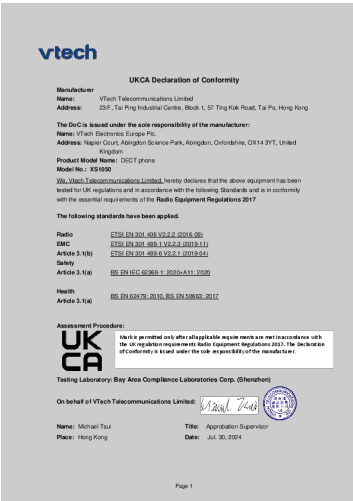 vtech
UKCA Declaration of Conformity
Manufacturer
Name: VTech Telecommunications Limited
Address: 23/F, Tai Ping Industrial Centre, Block 1, 57 Ting Kok Road, Tai Po, Hong Kong
The DoC is issued under the sole responsibility of the manufacturer:
Name: VTech Electronics Europe Plc.
Address: Napier Court, Abingdon Science Park, Abingdon, Oxfordshire, OX14 3YT, United
Kingdom
Product Model Name: DECT phone
Model No.: XS1050
We, Vtech Telecommunications Limited, hereby declares that the above equipment has been
tested for UK regulations and in accordance with the following Standards and is in conformity
with the essential requirements of the Radio Equipment Regulations 2017
The following standards have been applied.
Radio ETSI EN 301 406 V2.2.2 (2016-09)
EMC ETSI EN 301 489-1 V2.2.3 (2019-11)
Article 3.1(b) ETSI EN 301 489-6 V2.2.1 (2019-04)
Safety
Article 3.1(a) BS EN IEC 62368-1: 2020+A11: 2020
Health
Article 3.1(a) BS EN 62479: 2010, BS EN 50663: 2017
Assessment Procedure:
UK
CA
Mark is permitted only after all applicable requirements are met in accordance with
the UK regulation requirements Radio Equipment Regulations 2017. The Declaration
of Conformity is issued under the sole responsibility of the manufacturer.
Testing Laboratory: Bay Area Compliance Laboratories Corp. (Shenzhen)
On behalf of VTech Telecommunications Limited:
Name: Michael Tsui Title: Approbation Supervisor
Place: Hong Kong Date: Jul. 30, 2024
Page 1